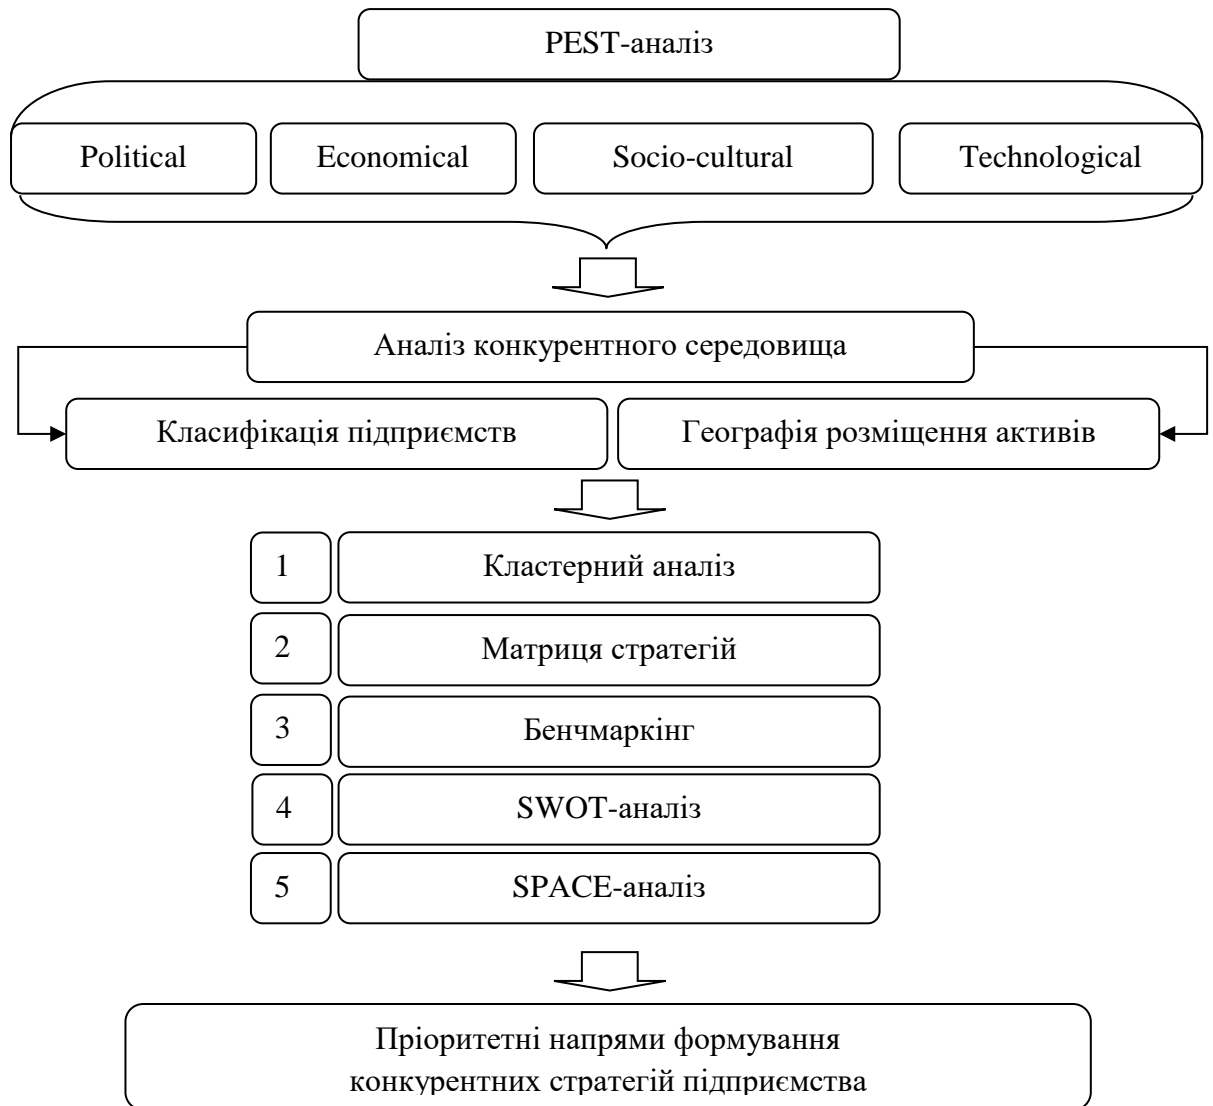 PEST-аналіз
Political
Economical
Socio-cultural
Technological
Аналіз конкурентного середовища
Класифікація підприємств
Географія розміщення активів
1
Кластерний аналіз
2
Матриця стратегій
3
Бенчмаркінг
4
SWOT-аналіз
5
SPACE-аналіз
Пріоритетні напрями формування
конкурентних стратегій підприємства